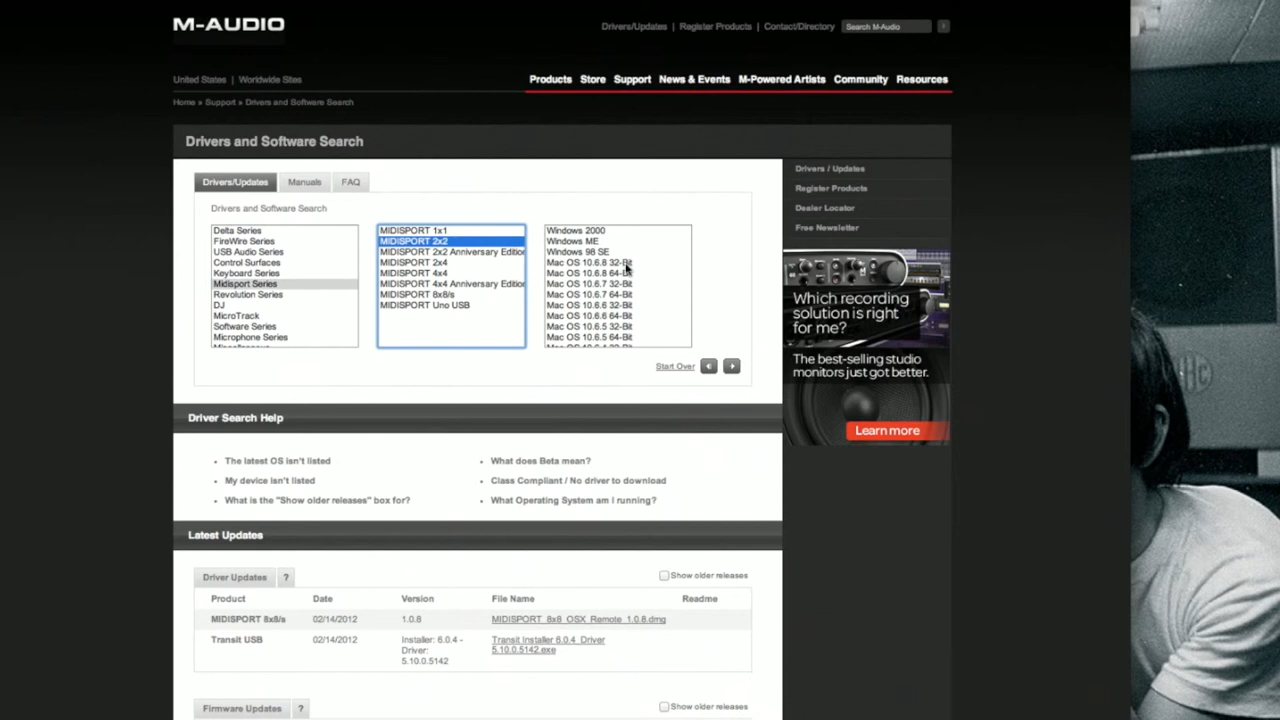 M-AUDIO
Drivers/Updates | Register Products | Contact/Directory
Search M-Audio
United States | Worldwide Sites
Products Store Support News & Events M-Powered Artists Community Resources
Home » Support » Drivers and Software Search
Drivers and Software Search
Drivers/Updates Manuals FAQ
Drivers and Software Search
Delta Series
FireWire Series
USB Audio Series
Control Surfaces
Keyboard Series
Midisport Series
Revolution Series
DJ
MicroTrack
Software Series
Microphone Series
MIDISPORT 1x1
MIDISPORT 2x2
MIDISPORT 2x2 Anniversary Edition
MIDISPORT 2x4
MIDISPORT 4x4
MIDISPORT 4x4 Anniversary Edition
MIDISPORT 8x8/s
MIDISPORT Uno USB
Windows 2000
Windows ME
Windows 98 SE
Mac OS 10.6.8 32-Bit
Mac OS 10.6.8 64-Bit
Mac OS 10.6.7 32-Bit
Mac OS 10.6.7 64-Bit
Mac OS 10.6.6 32-Bit
Mac OS 10.6.6 64-Bit
Mac OS 10.6.5 32-Bit
Mac OS 10.6.5 64-Bit
Start Over
Drivers / Updates
Register Products
Dealer Locator
Free Newsletter
Which recording
solution is right
for me?
The best-selling studio
monitors just got better.
Learn more
Driver Search Help
The latest OS isn't listed
My device isn't listed
What is the "Show older releases" box for?
What does Beta mean?
Class Compliant / No driver to download
What Operating System am I running?
Latest Updates
Driver Updates ?
Show older releases
Product Date Version File Name Readme
MIDISPORT 8x8/s 02/14/2012 1.0.8 MIDISPORT_8x8_OSX_Remote_1.0.8.dmg
Transit USB 02/14/2012 Installer: 6.0.4 - Transit Installer 6.0.4_Driver
Driver: 5.10.0.5142.exe
5.10.0.5142
Firmware Updates ?
Show older releases